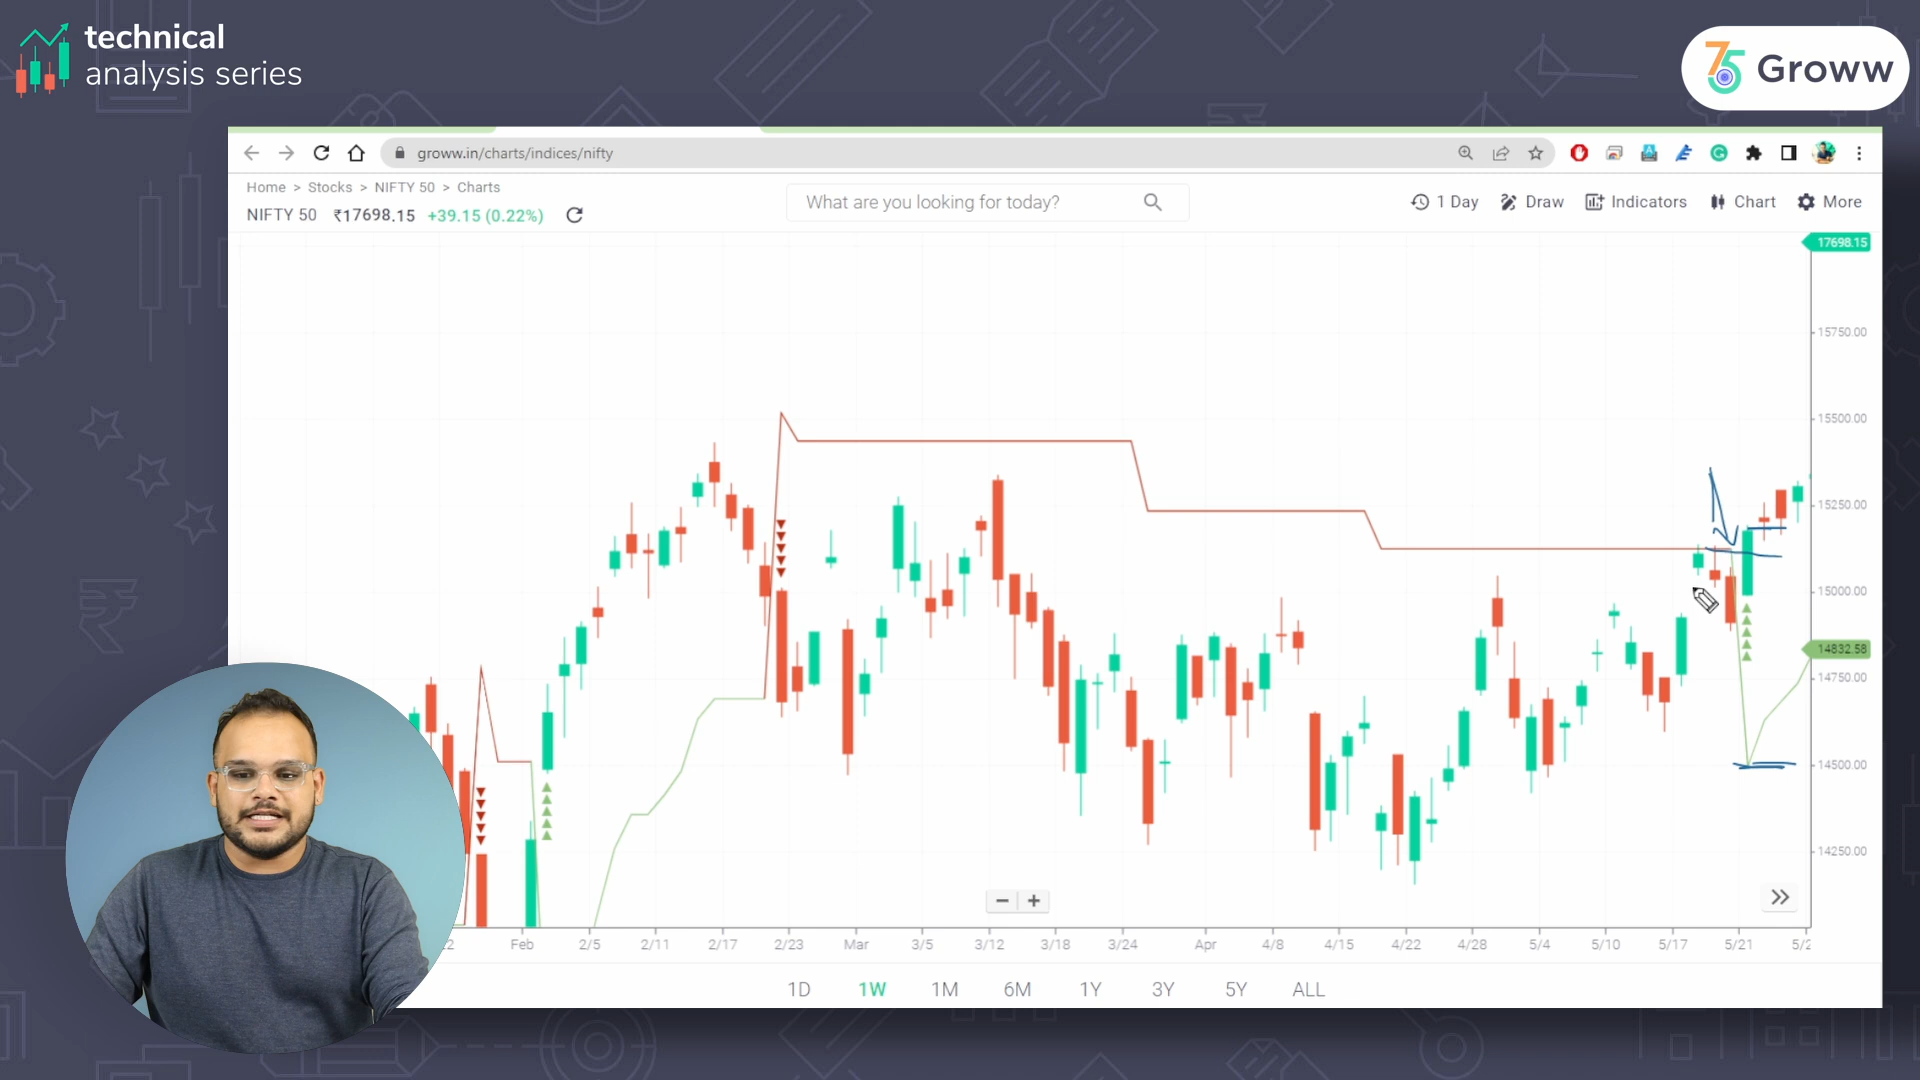 technical
analysis series
75 Groww
groww.in/charts/indices/nifty
Home > Stocks > NIFTY 50 > Charts
What are you looking for today?
1 Day Draw Indicators Chart More
NIFTY 50 ₹17698.15 +39.15 (0.22%)
17698.15
15750.00
15500.00
15250.00
15000.00
14832.58
14750.00
14500.00
14250.00
Feb 2/5 2/11 2/17 2/23 Mar 3/5 3/12 3/18 3/24 Apr 4/8 4/15 4/22 4/28 5/4 5/10 5/17 5/21
1D 1W 1M 6M 1Y 3Y 5Y ALL